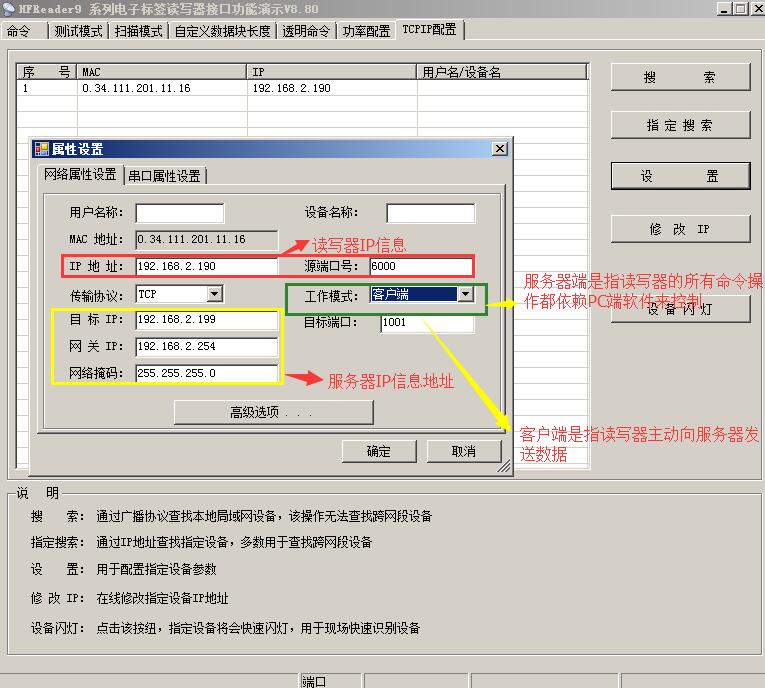 HFReader9 系列电子标签读写器接口功能演示V8.80
命令 测试模式 扫描模式 自定义数据块长度 透明命令 功率配置 TCPIP配置
序 号 MAC IP 用户名/设备名
1 0.34.111.201.11.16 192.168.2.190
搜 索
指 定 搜 索
设 置
修 改 IP
设 备 闪 灯
属性设置
网络属性设置 串口属性设置
用户名称: 设备名称:
MAC 地址: 0.34.111.201.11.16
读写器IP信息
IP 地 址: 192.168.2.190 源端口号: 6000
传输协议: TCP 工作模式: 客户端
服务器端是指读写器的所有命令操
作都依赖PC端软件来控制
目 标 IP: 192.168.2.199 目标端口: 1001
网 关 IP: 192.168.2.254
网络掩码: 255.255.255.0
服务器IP信息地址
高级选项 . . .
客户端是指读写器主动向服务器发
送数据
确定 取消
说 明
搜 索: 通过广播协议查找本地局域网设备，该操作无法查找跨网段设备
指定搜索: 通过IP地址查找指定设备，多数用于查找跨网段设备
设 置: 用于配置指定设备参数
修 改 IP: 在线修改指定设备IP地址
设备闪灯: 点击该按纽，指定设备将会快速闪灯，用于现场快速识别设备
端口